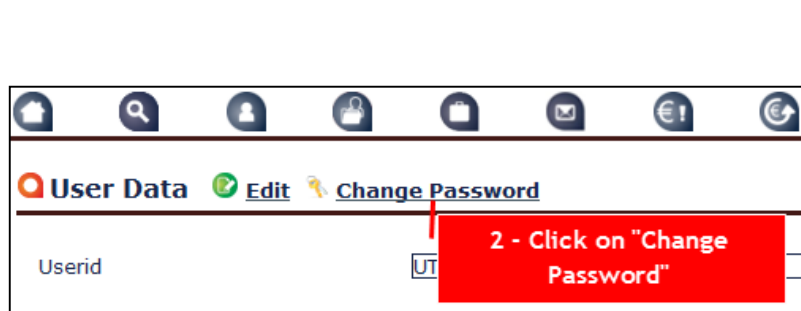 User Data Edit Change Password
2 - Click on "Change
Password"
Userid UT